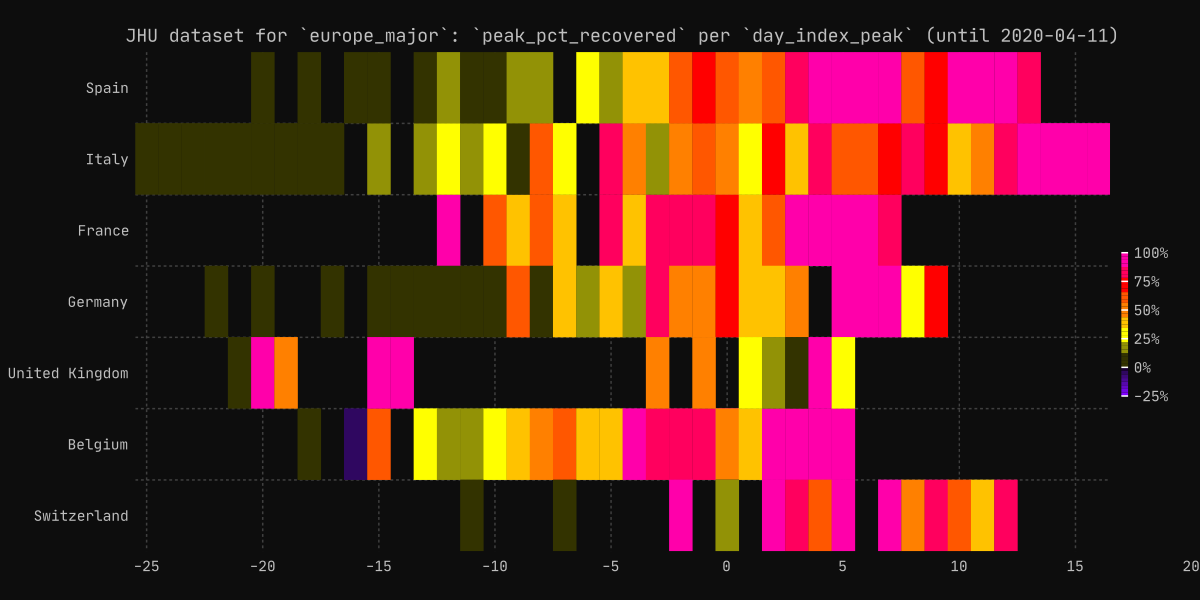 JHU dataset for `europe_major`: `peak_pct_recovered` per `day_index_peak` (until 2020-04-11)
Spain
Italy
France
Germany
United Kingdom
Belgium
Switzerland
100%
75%
50%
25%
0%
−25%
−25 −20 −15 −10 −5 0 5 10 15 20